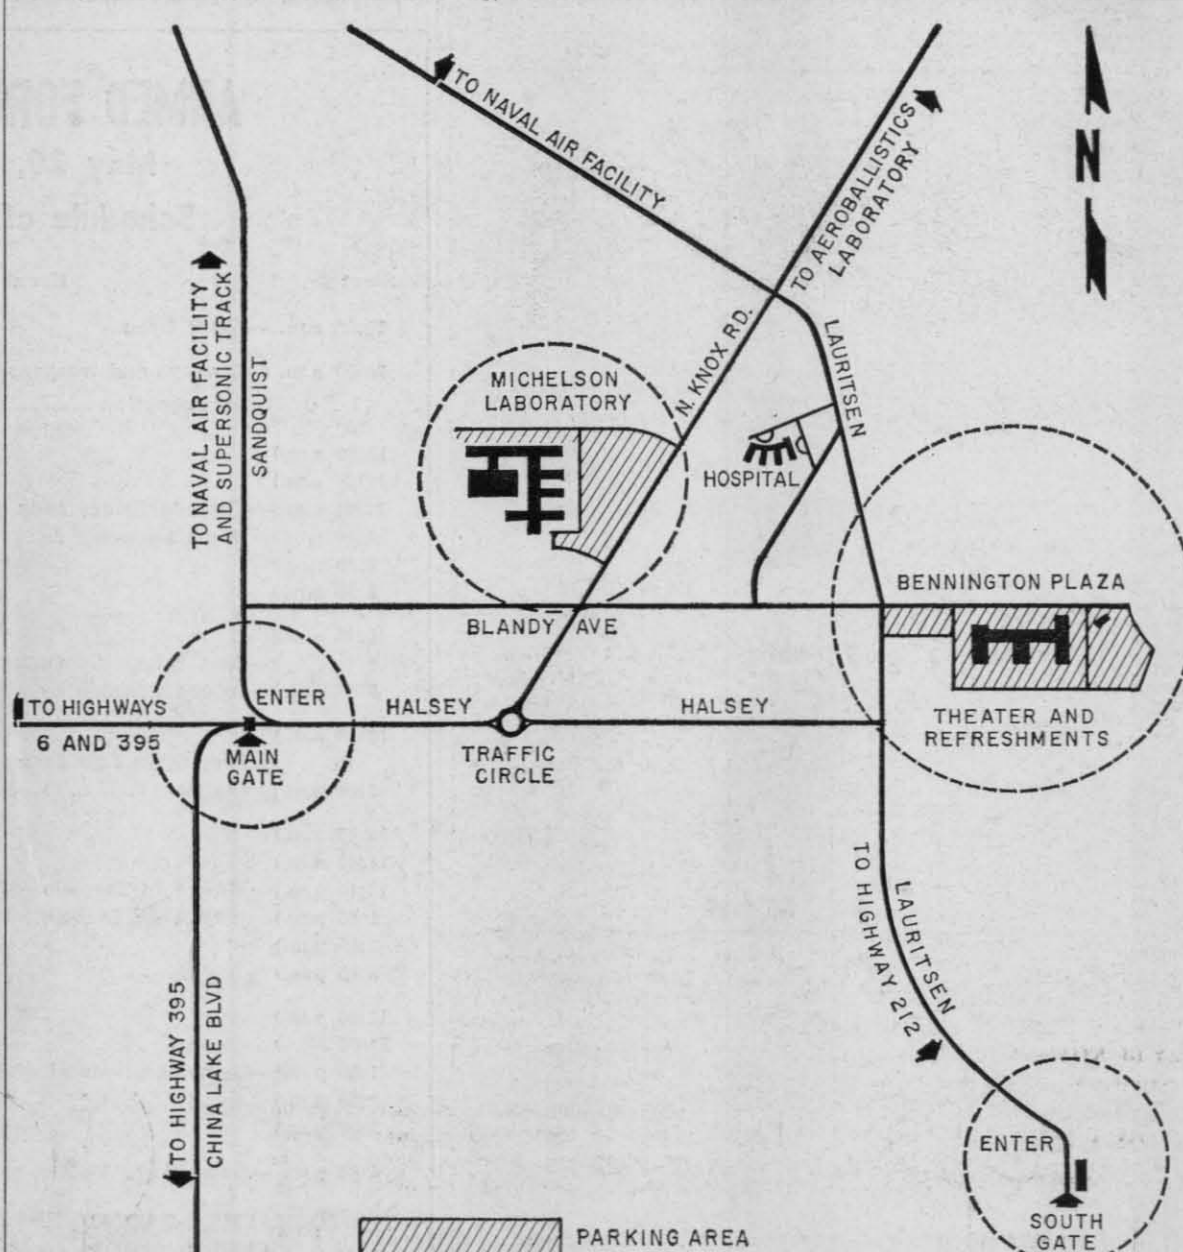 TO NAVAL AIR FACILITY
TO AEROBALLISTICS
LABORATORY
N
TO NAVAL AIR FACILITY
AND SUPERSONIC TRACK
SANDQUIST
MICHELSON
LABORATORY
N. KNOX RD.
LAURITSEN
HOSPITAL
BENNINGTON PLAZA
BLANDY AVE
THEATER AND
REFRESHMENTS
TO HIGHWAYS
6 AND 395
ENTER
MAIN
GATE
HALSEY
TRAFFIC
CIRCLE
HALSEY
TO HIGHWAY 212
LAURITSEN
TO HIGHWAY 395
CHINA LAKE BLVD
ENTER
SOUTH
GATE
PARKING AREA